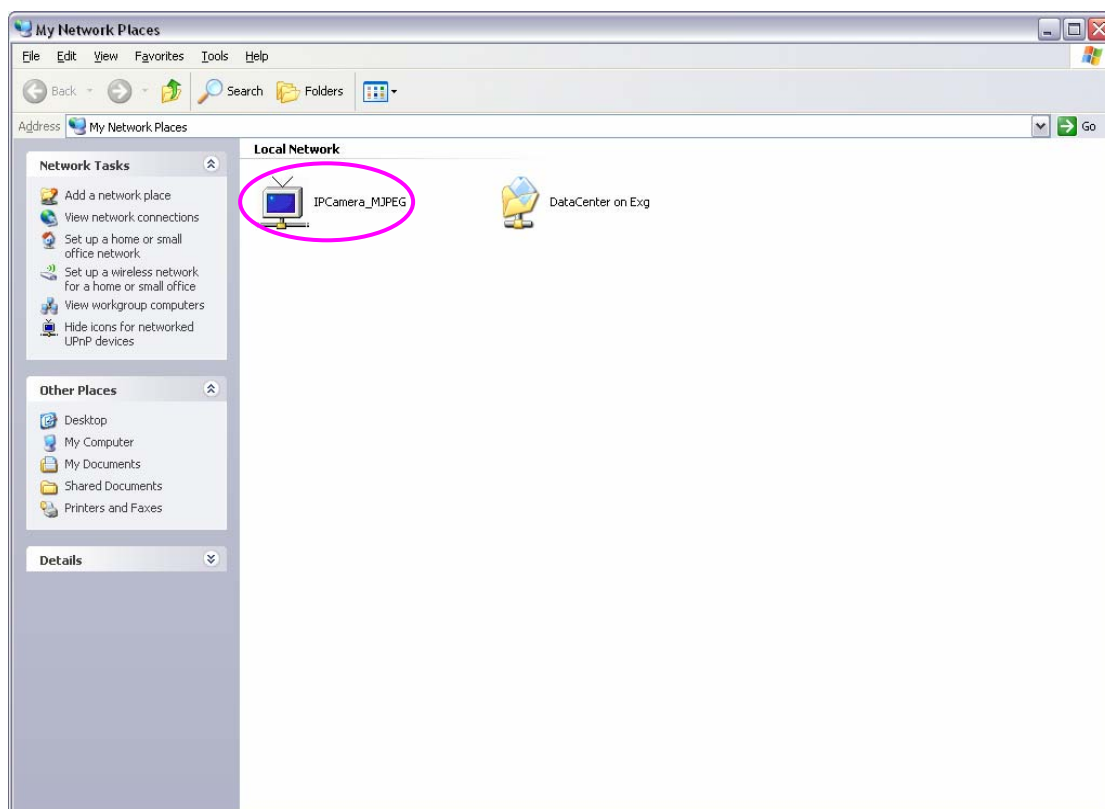 My Network Places
File Edit View Favorites Tools Help
Back Search Folders
Address My Network Places Go
Network Tasks
Add a network place
View network connections
Set up a home or small
office network
Set up a wireless network
for a home or small office
View workgroup computers
Hide icons for networked
UPnP devices
Other Places
Desktop
My Computer
My Documents
Shared Documents
Printers and Faxes
Details
Local Network
IPCamera_MJPEG
DataCenter on Exg